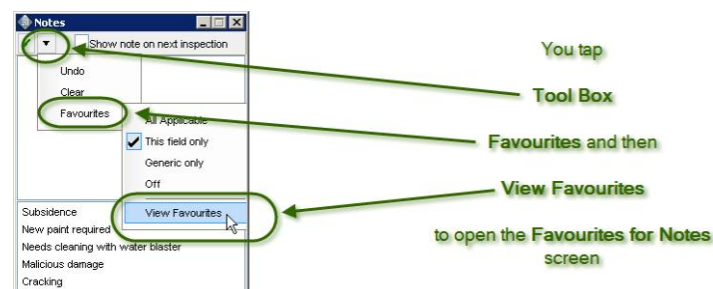 Notes
Show note on next inspection
Undo
Clear
Favourites
All Applicable
This field only
Generic only
Off
View Favourites
Subsidence
New paint required
Needs cleaning with water blaster
Malicious damage
Cracking
You tap
Tool Box
Favourites and then
View Favourites
to open the Favourites for Notes
screen